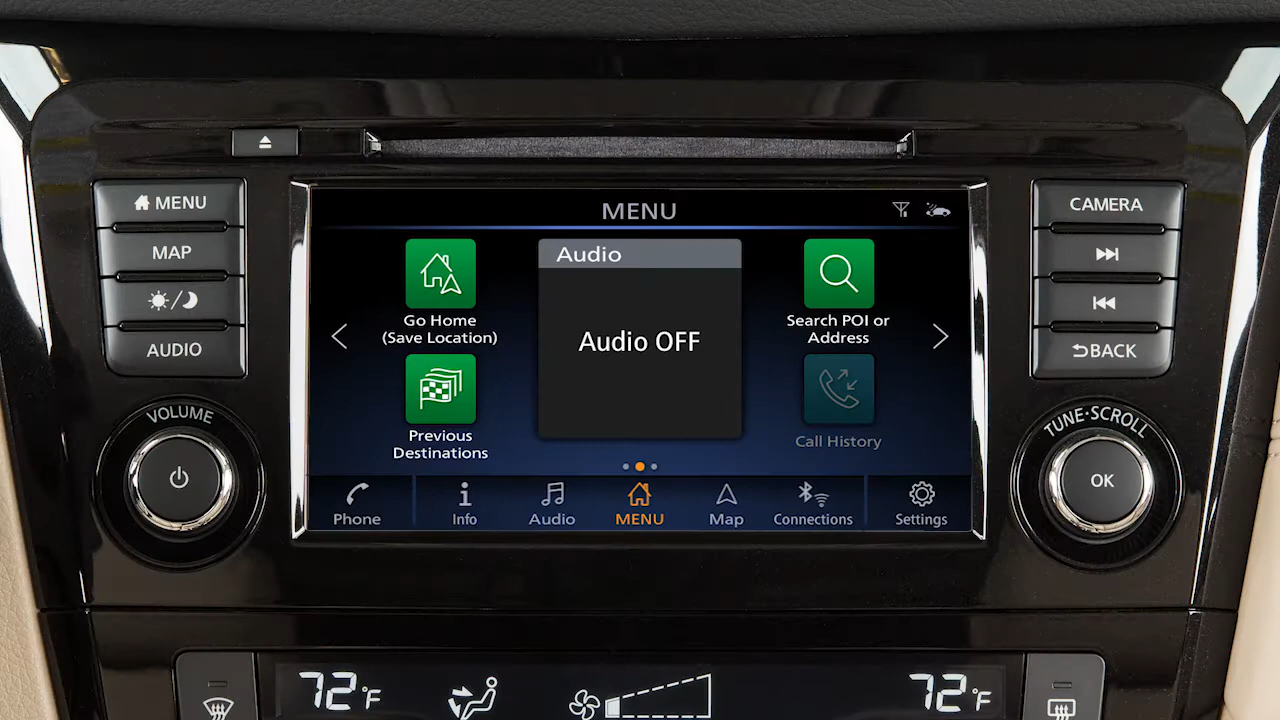 MENU
MAP
AUDIO
VOLUME
MENU
Go Home
(Save Location)
Previous
Destinations
Audio
Audio OFF
Search POI or
Address
Call History
Phone
Info
Audio
MENU
Map
Connections
Settings
CAMERA
BACK
TUNE·SCROLL
OK
72°F
72°F